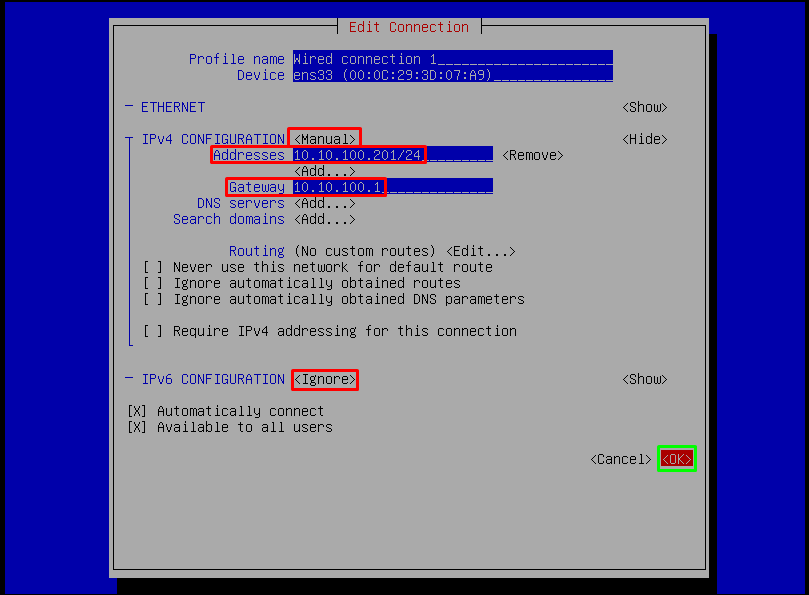 Edit Connection
Profile name Wired connection 1
Device ens33 (00:0C:29:3D:07:A9)
ETHERNET <Show>
IPv4 CONFIGURATION <Manual> <Hide>
Addresses 10.10.100.201/24 <Remove>
<Add...>
Gateway 10.10.100.1
DNS servers <Add...>
Search domains <Add...>
Routing (No custom routes) <Edit...>
[ ] Never use this network for default route
[ ] Ignore automatically obtained routes
[ ] Ignore automatically obtained DNS parameters
[ ] Require IPv4 addressing for this connection
IPv6 CONFIGURATION <Ignore> <Show>
[X] Automatically connect
[X] Available to all users
<Cancel> <OK>